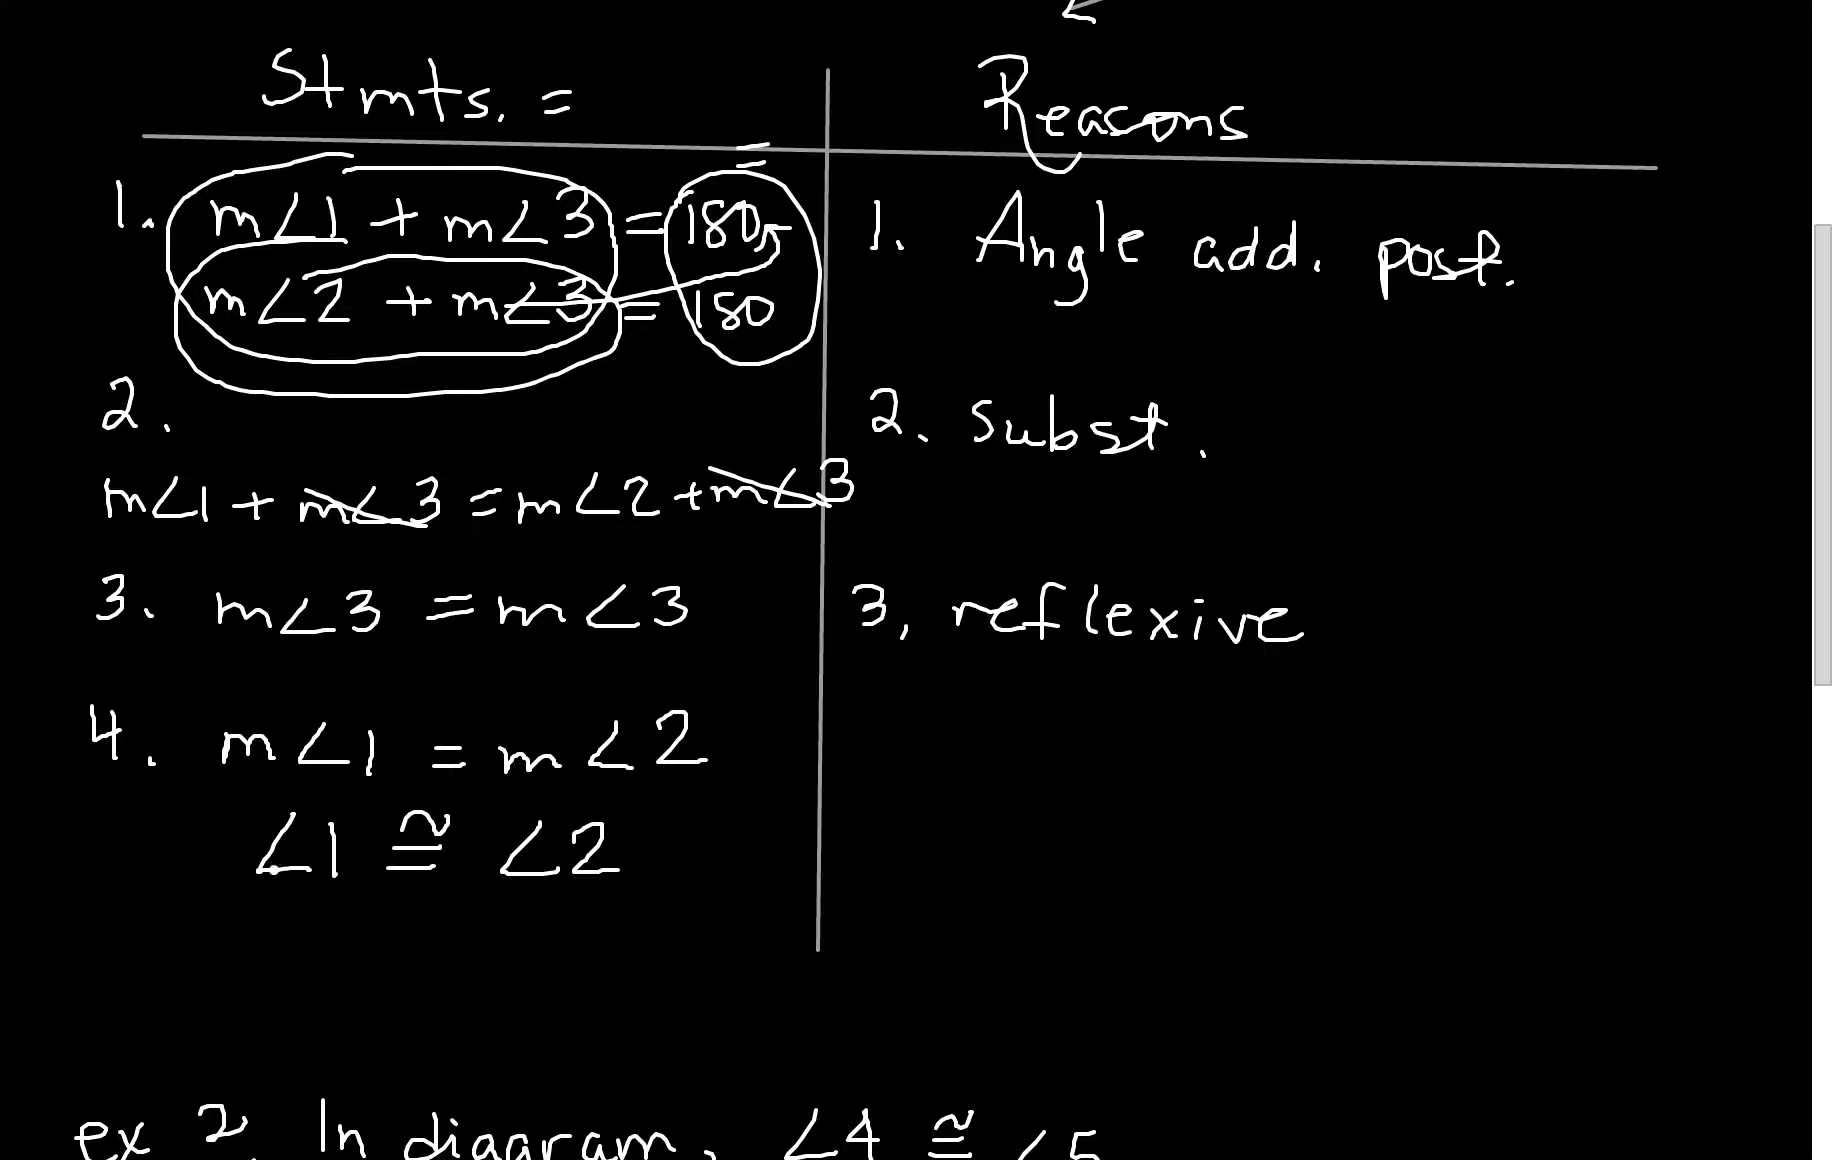 Stmts. = Reasons
1. m∠1 + m∠3 = 180 1. Angle add. post.
m∠2 + m∠3 = 180
2. 2. Subst.
m∠1 + m∠3 = m∠2 + m∠3
3. m∠3 = m∠3 3. reflexive
4. m∠1 = m∠2
∠1 ≅ ∠2
ex 2. In diagram, ∠4 ≅ ∠5